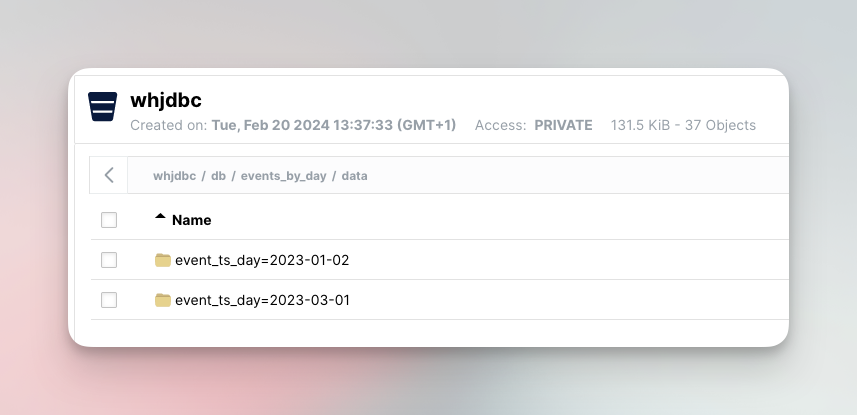 whjdbc
Created on: Tue, Feb 20 2024 13:37:33 (GMT+1) Access: PRIVATE 131.5 KiB - 37 Objects
whjdbc / db / events_by_day / data
Name
event_ts_day=2023-01-02
event_ts_day=2023-03-01